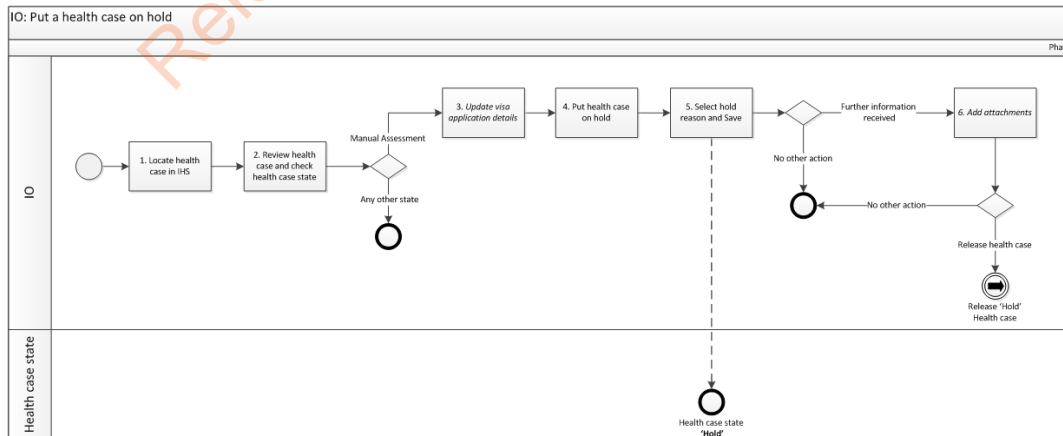 IO: Put a health case on hold
Pha
IO
1. Locate health
case in IHS
2. Review health
case and check
health case state
Manual Assessment
Any other state
3. Update visa
application details
4. Put health case
on hold
5. Select hold
reason and Save
Further information
received
No other action
6. Add attachments
No other action
Release health case
Release ‘Hold’
Health case
Health case state
Health case state
‘Hold’